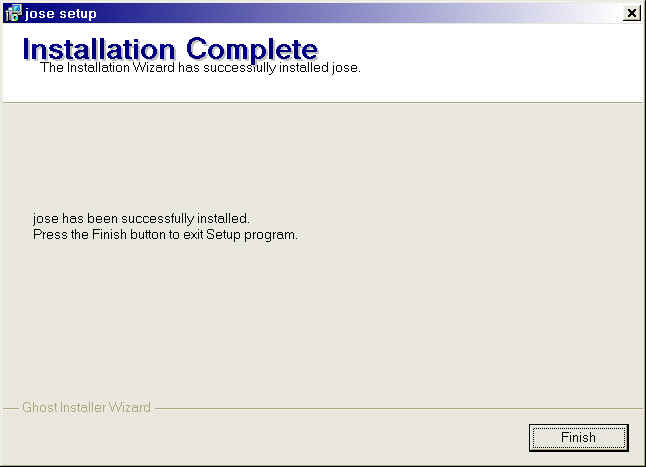 jose setup
Installation Complete
The Installation Wizard has successfully installed jose.
jose has been successfully installed.
Press the Finish button to exit Setup program.
Ghost Installer Wizard
Finish